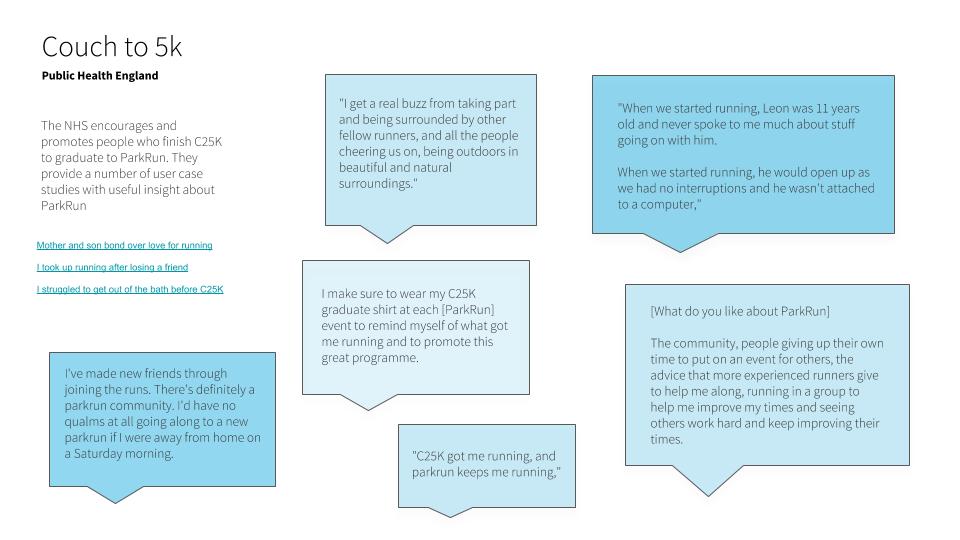 Couch to 5k
Public Health England
The NHS encourages and
promotes people who finish C25K
to graduate to ParkRun. They
provide a number of user case
studies with useful insight about
ParkRun
Mother and son bond over love for running
I took up running after losing a friend
I struggled to get out of the bath before C25K
"I get a real buzz from taking part
and being surrounded by other
fellow runners, and all the people
cheering us on, being outdoors in
beautiful and natural
surroundings."
"When we started running, Leon was 11 years
old and never spoke to me much about stuff
going on with him.
When we started running, he would open up as
we had no interruptions and he wasn't attached
to a computer,"
I make sure to wear my C25K
graduate shirt at each [ParkRun]
event to remind myself of what got
me running and to promote this
great programme.
[What do you like about ParkRun]
The community, people giving up their own
time to put on an event for others, the
advice that more experienced runners give
to help me along, running in a group to
help me improve my times and seeing
others work hard and keep improving their
times.
I've made new friends through
joining the runs. There's definitely a
parkrun community. I'd have no
qualms at all going along to a new
parkrun if I were away from home on
a Saturday morning.
"C25K got me running, and
parkrun keeps me running,"